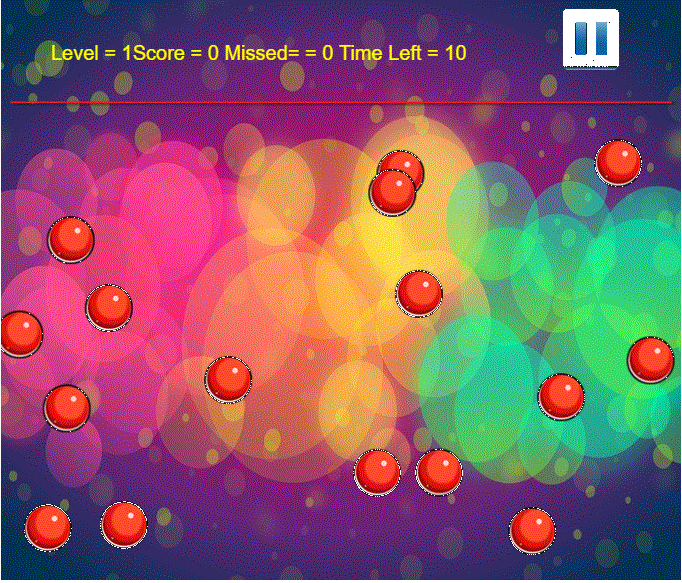 Level = 1Score = 0 Missed= = 0 Time Left = 10